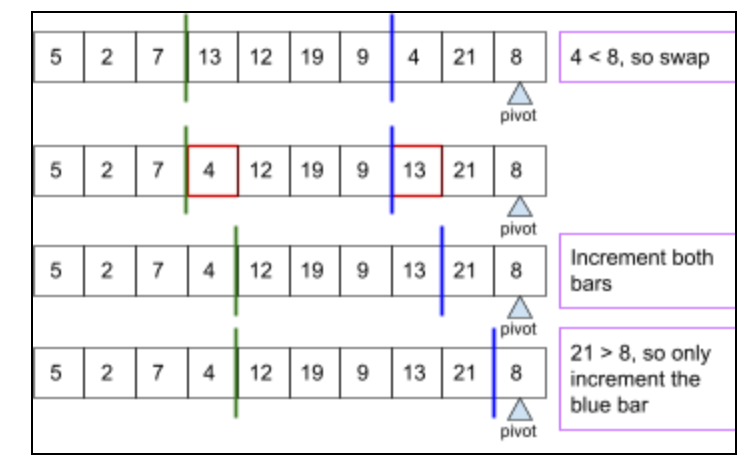 5 2 7 13 12 19 9 4 21 8
4 < 8, so swap
pivot
5 2 7 4 12 19 9 13 21 8
pivot
5 2 7 4 12 19 9 13 21 8
Increment both
bars
pivot
5 2 7 4 12 19 9 13 21 8
21 > 8, so only
increment the
blue bar
pivot